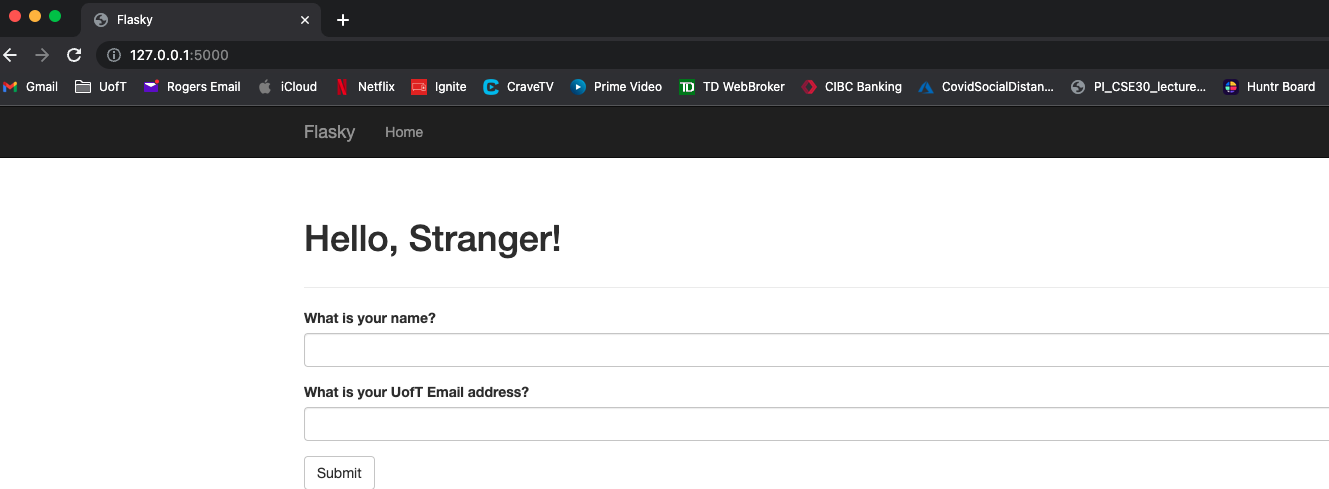 Flasky
127.0.0.1:5000
Gmail UofT Rogers Email iCloud Netflix Ignite CraveTV Prime Video TD WebBroker CIBC Banking CovidSocialDistan... PI_CSE30_lecture... Huntr Board
Flasky Home
Hello, Stranger!
What is your name?
What is your UofT Email address?
Submit